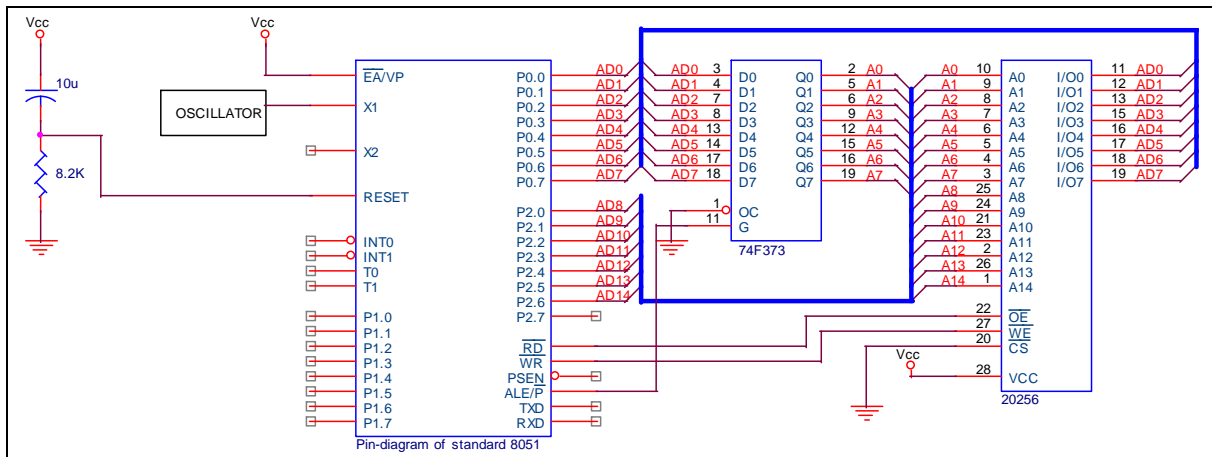 Vcc
10u
8.2K
Vcc
OSCILLATOR
EA/VP
X1
X2
RESET
INT0
INT1
T0
T1
P1.0
P1.1
P1.2
P1.3
P1.4
P1.5
P1.6
P1.7
P0.0
P0.1
P0.2
P0.3
P0.4
P0.5
P0.6
P0.7
P2.0
P2.1
P2.2
P2.3
P2.4
P2.5
P2.6
P2.7
RD
WR
PSEN
ALE/P
TXD
RXD
Pin-diagram of standard 8051
AD0
AD1
AD2
AD3
AD4
AD5
AD6
AD7
AD8
AD9
AD10
AD11
AD12
AD13
AD14
AD0 3 D0 Q0 2 A0
AD1 4 D1 Q1 5 A1
AD2 7 D2 Q2 6 A2
AD3 8 D3 Q3 9 A3
AD4 13 D4 Q4 12 A4
AD5 14 D5 Q5 15 A5
AD6 17 D6 Q6 16 A6
AD7 18 D7 Q7 19 A7
1 OC
11 G
74F373
A0 10 A0 I/O0 11 AD0
A1 9 A1 I/O1 12 AD1
A2 8 A2 I/O2 13 AD2
A3 7 A3 I/O3 15 AD3
A4 6 A4 I/O4 16 AD4
A5 5 A5 I/O5 17 AD5
A6 4 A6 I/O6 18 AD6
A7 3 A7 I/O7 19 AD7
A8 25 A8
A9 24 A9
A10 21 A10
A11 23 A11
A12 2 A12
A13 26 A13
A14 1 A14
22 OE
27 WE
20 CS
Vcc
28 VCC
20256